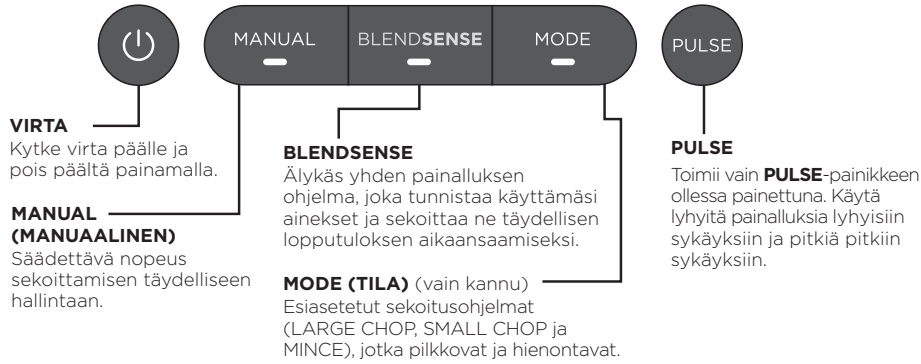 MANUAL
BLENDSENSE
MODE
PULSE
VIRTA
Kytke virta päälle ja
pois päältä painamalla.
MANUAL
(MANUAALINEN)
Säädettävä nopeus
sekoittamisen täydelliseen
hallintaan.
BLENDSENSE
Älykäs yhden painalluksen
ohjelma, joka tunnistaa käyttämäsi
ainekset ja sekoittaa ne täydellisen
lopputuloksen aikaansaamiseksi.
MODE (TILA) (vain kannu)
Esiasetetut sekoitusohjelmat
(LARGE CHOP, SMALL CHOP ja
MINCE), jotka pilkkovat ja hienontavat.
PULSE
Toimii vain PULSE-painikkeen
ollessa painettuna. Käytä
lyhyitä painalluksia lyhyisiin
sykäyksiin ja pitkiä pitkiin
sykäyksiin.